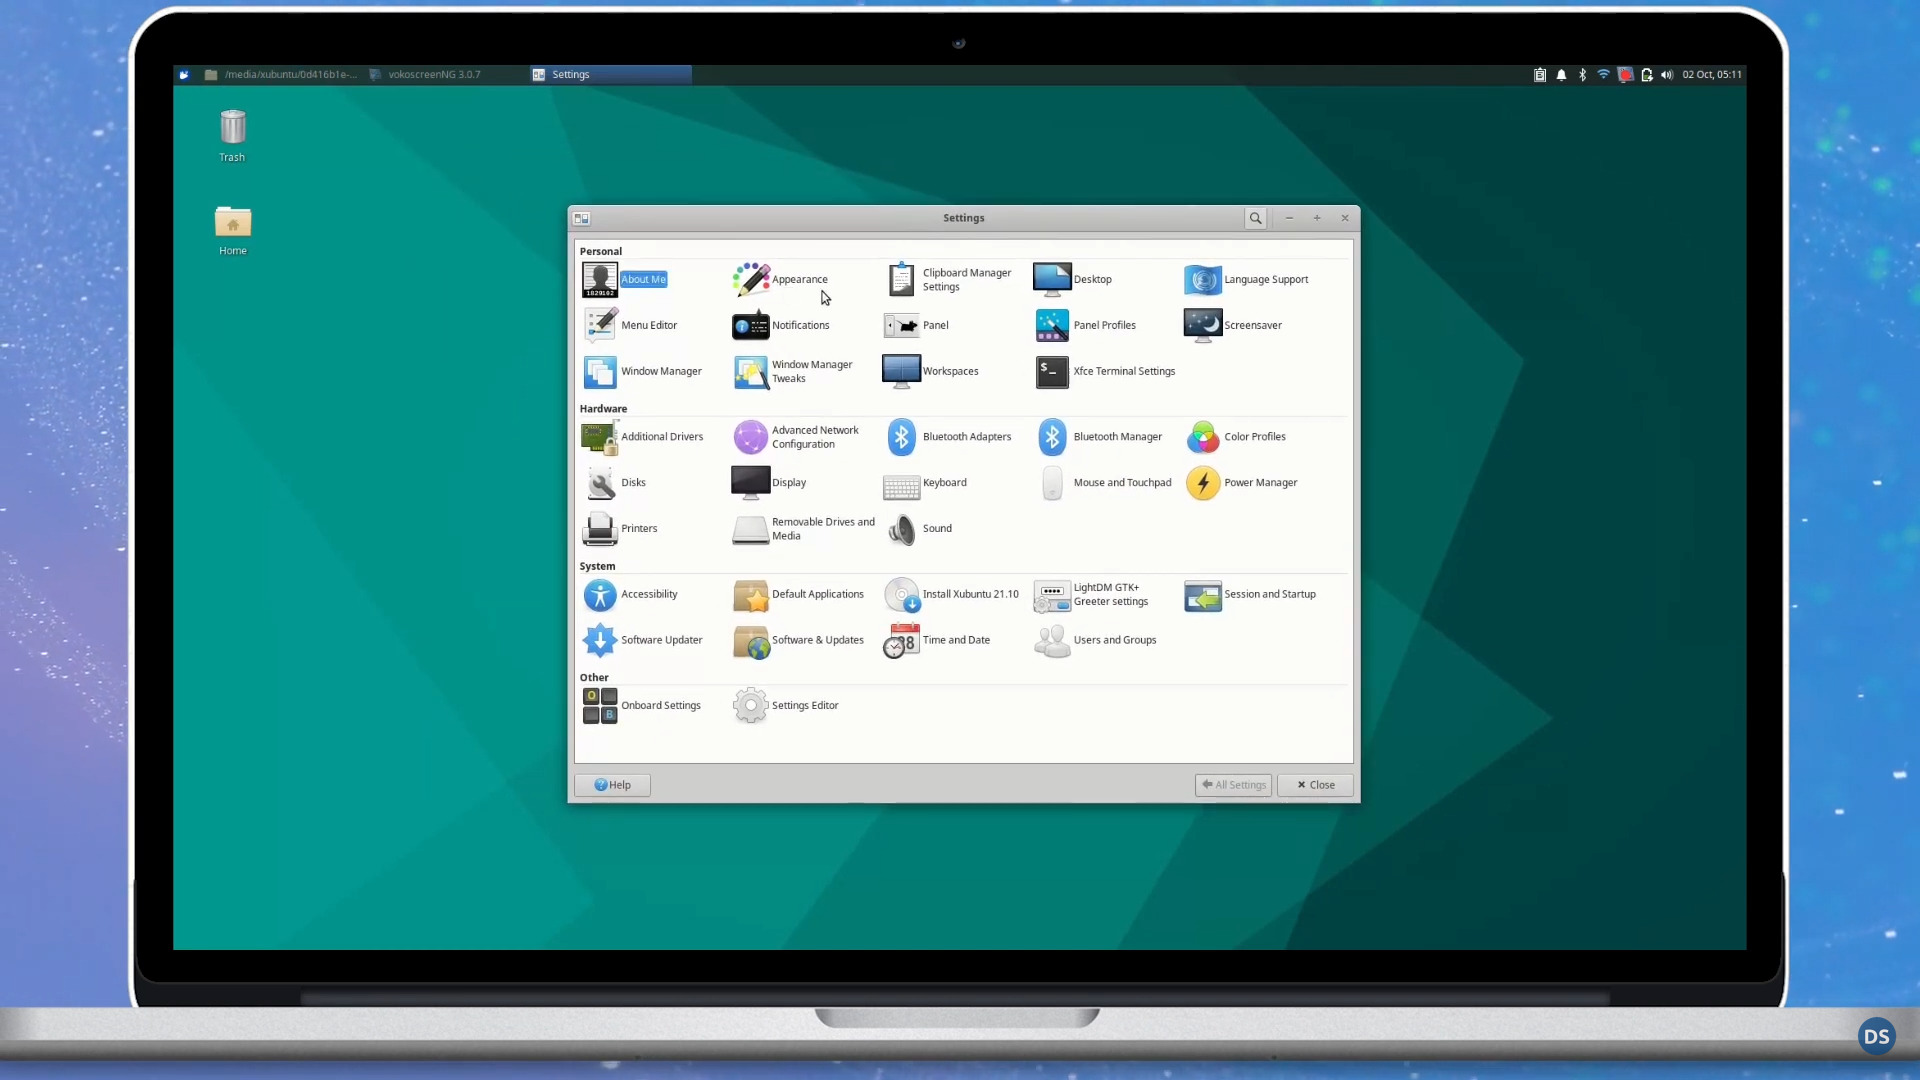 /media/xubuntu/0d416b1e-...
vokoscreenNG 3.0.7
Settings
02 Oct, 05:11
Trash
Home
Settings
Personal
About Me
Appearance
Clipboard Manager
Settings
Desktop
Language Support
Menu Editor
Notifications
Panel
Panel Profiles
Screensaver
Window Manager
Window Manager
Tweaks
Workspaces
Xfce Terminal Settings
Hardware
Additional Drivers
Advanced Network
Configuration
Bluetooth Adapters
Bluetooth Manager
Color Profiles
Disks
Display
Keyboard
Mouse and Touchpad
Power Manager
Printers
Removable Drives and
Media
Sound
System
Accessibility
Default Applications
Install Xubuntu 21.10
LightDM GTK+
Greeter settings
Session and Startup
Software Updater
Software & Updates
Time and Date
Users and Groups
Other
Onboard Settings
Settings Editor
Help
All Settings
Close
DS